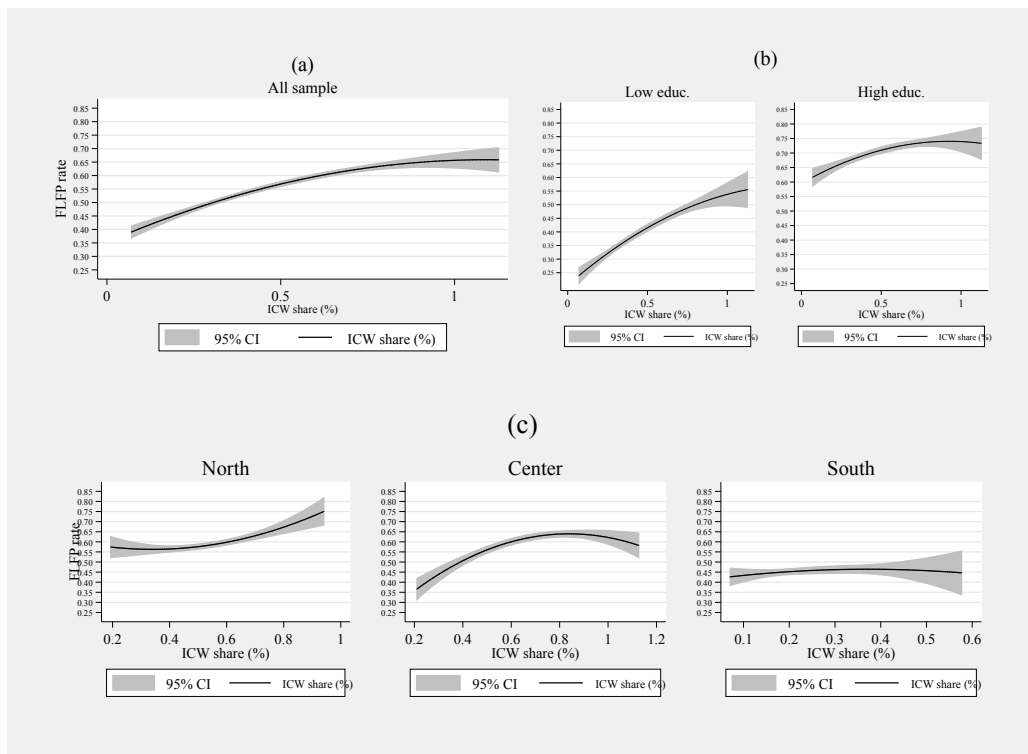 (a)
All sample
FLFP rate
0.85
0.80
0.75
0.70
0.65
0.60
0.55
0.50
0.45
0.40
0.35
0.30
0.25
0 0.5 1
ICW share (%)
95% CI ICW share (%)
(b)
Low educ.
0.85
0.80
0.75
0.70
0.65
0.60
0.55
0.50
0.45
0.40
0.35
0.30
0.25
0 0.5 1
ICW share (%)
95% CI ICW share (%)
High educ.
0.85
0.80
0.75
0.70
0.65
0.60
0.55
0.50
0.45
0.40
0.35
0.30
0.25
0 0.5 1
ICW share (%)
95% CI ICW share (%)
(c)
North
FLFP rate
0.85
0.80
0.75
0.70
0.65
0.60
0.55
0.50
0.45
0.40
0.35
0.30
0.25
0.2 0.4 0.6 0.8 1
ICW share (%)
95% CI ICW share (%)
Center
0.85
0.80
0.75
0.70
0.65
0.60
0.55
0.50
0.45
0.40
0.35
0.30
0.25
0.2 0.4 0.6 0.8 1 1.2
ICW share (%)
95% CI ICW share (%)
South
0.85
0.80
0.75
0.70
0.65
0.60
0.55
0.50
0.45
0.40
0.35
0.30
0.25
0.1 0.2 0.3 0.4 0.5 0.6
ICW share (%)
95% CI ICW share (%)